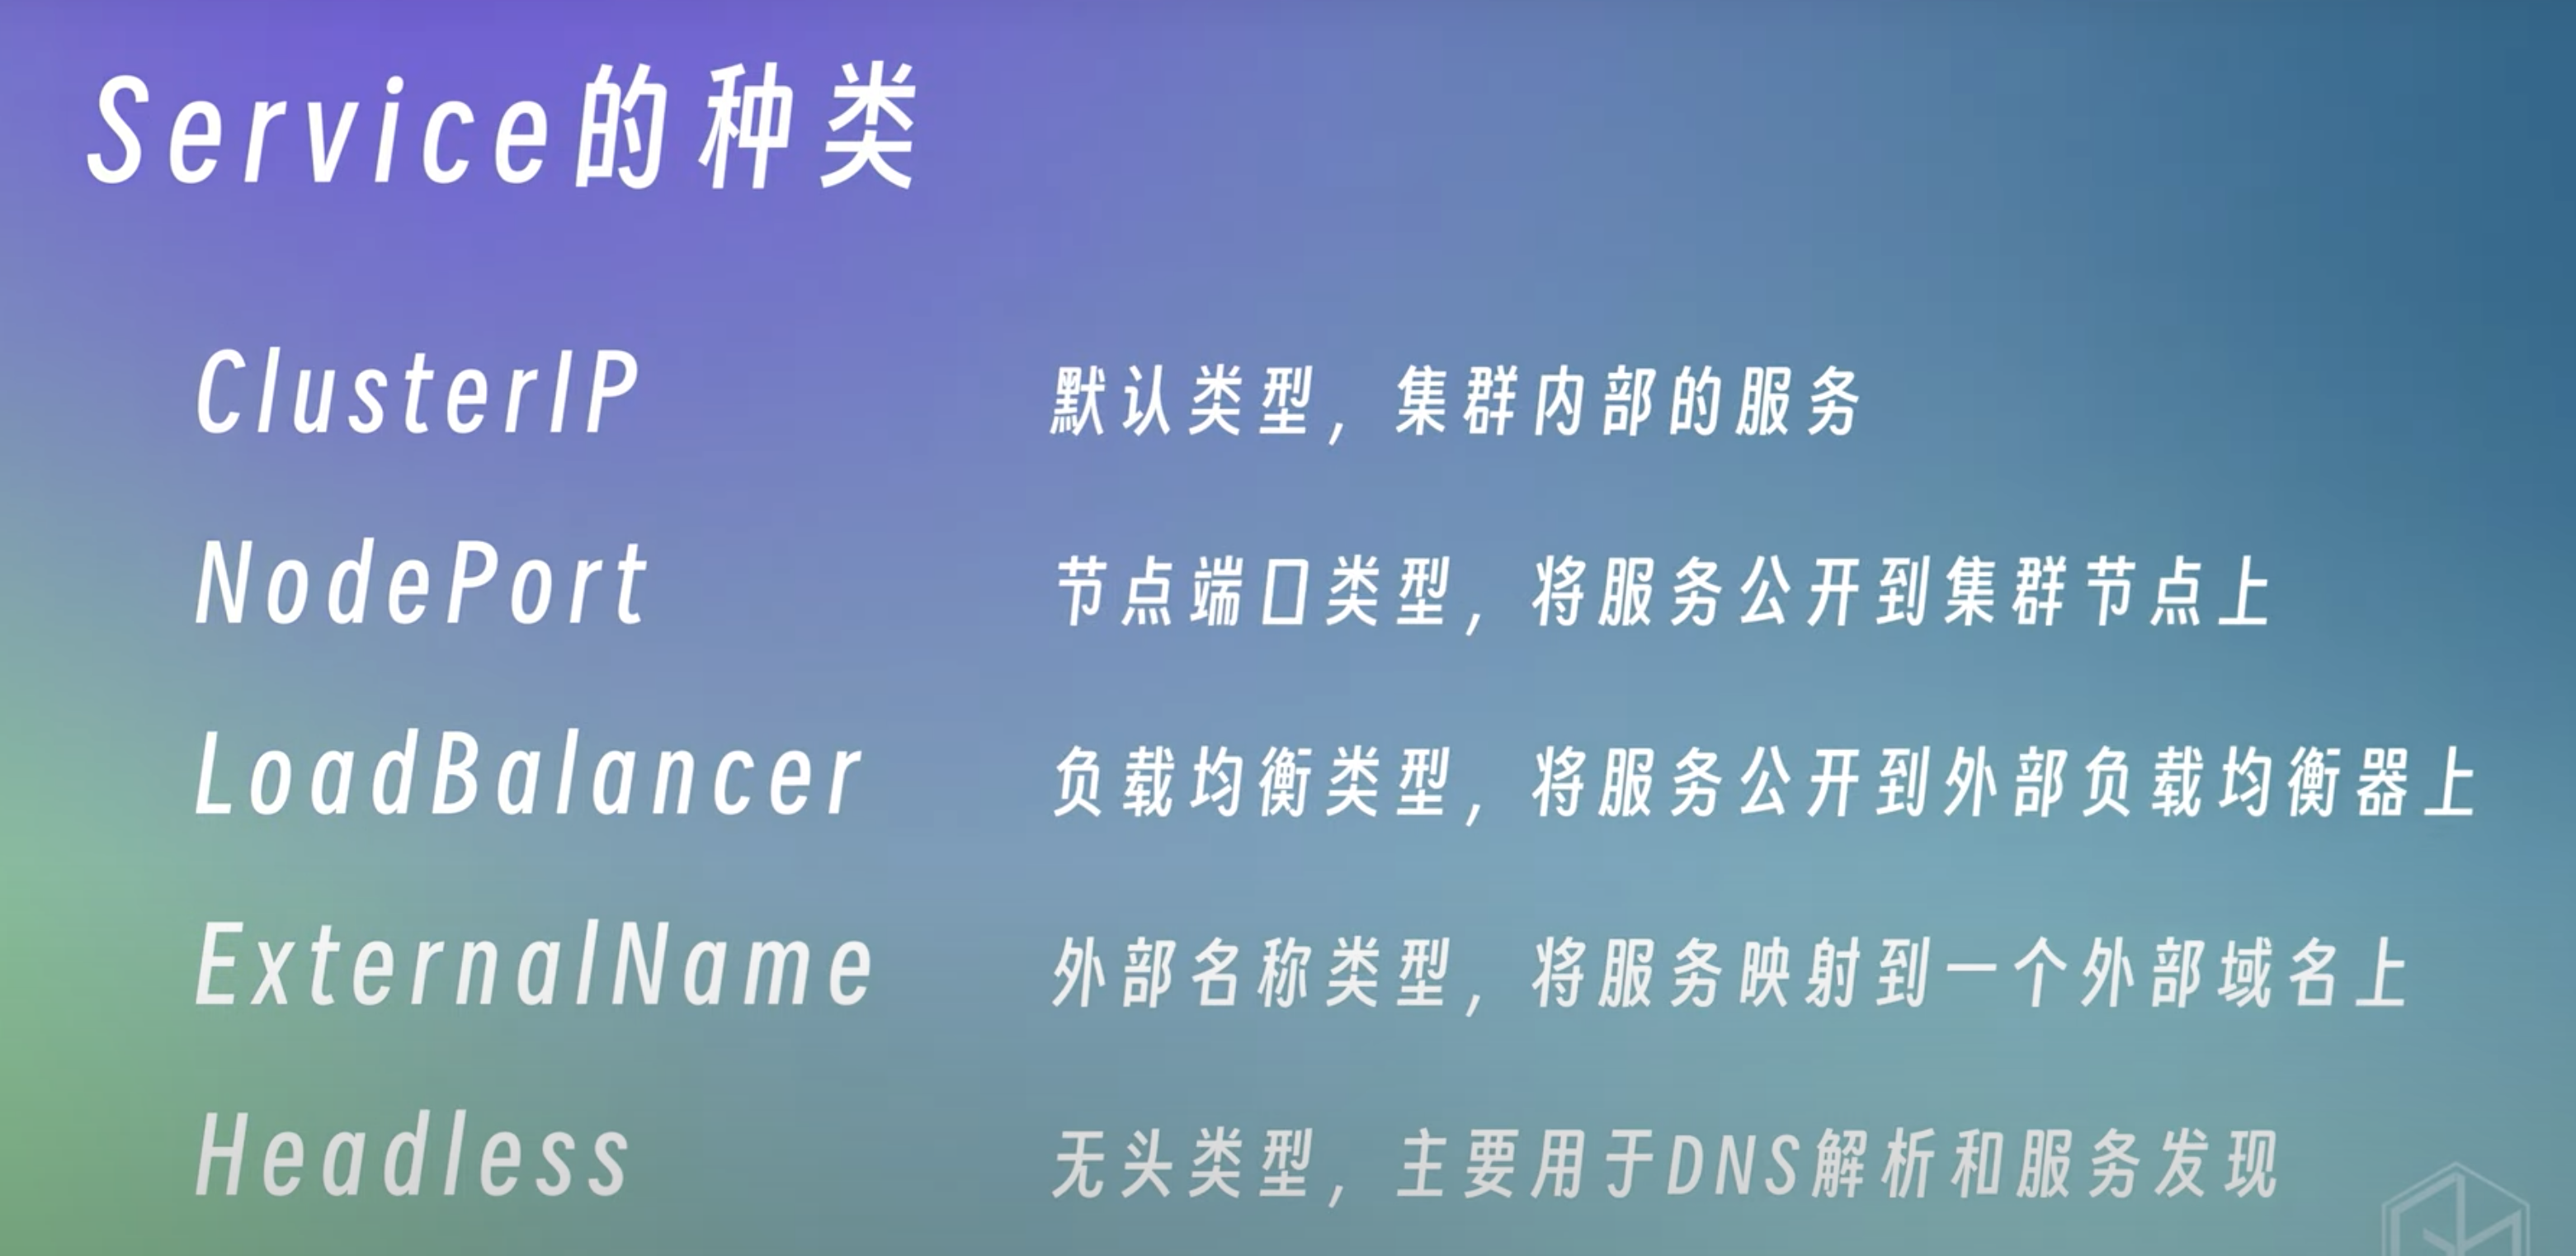 Service的种类
ClusterIP 默认类型，集群内部的服务
NodePort 节点端口类型，将服务公开到集群节点上
LoadBalancer 负载均衡类型，将服务公开到外部负载均衡器上
ExternalName 外部名称类型，将服务映射到一个外部域名上
Headless 无头类型，主要用于DNS解析和服务发现